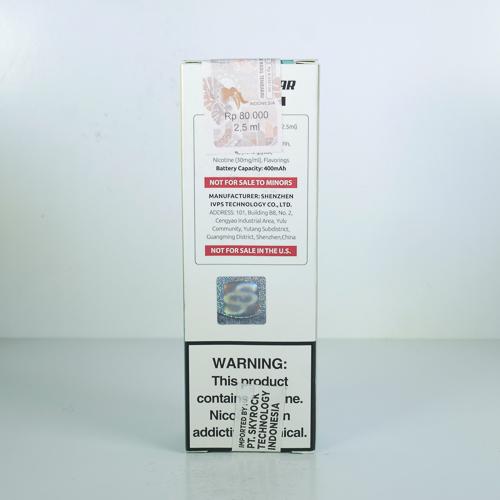 INDONESIA
Rp 80.000
2,5 ml
Nicotine (30mg/ml), Flavorings
Battery Capacity: 400mAh
NOT FOR SALE TO MINORS
MANUFACTURER: SHENZHEN
IVPS TECHNOLOGY CO., LTD.
ADDRESS: 101, Building B8, No. 2,
Cengyao Industrial Area, Yulv
Community, Yutang Subdistrict,
Guangming District, Shenzhen,China
NOT FOR SALE IN THE U.S.
WARNING:
This product
contain ne.
Nico n
addicti ical.
IMPORTED BY
PT. SKYROCK
TECHNOLOGY
INDONESIA